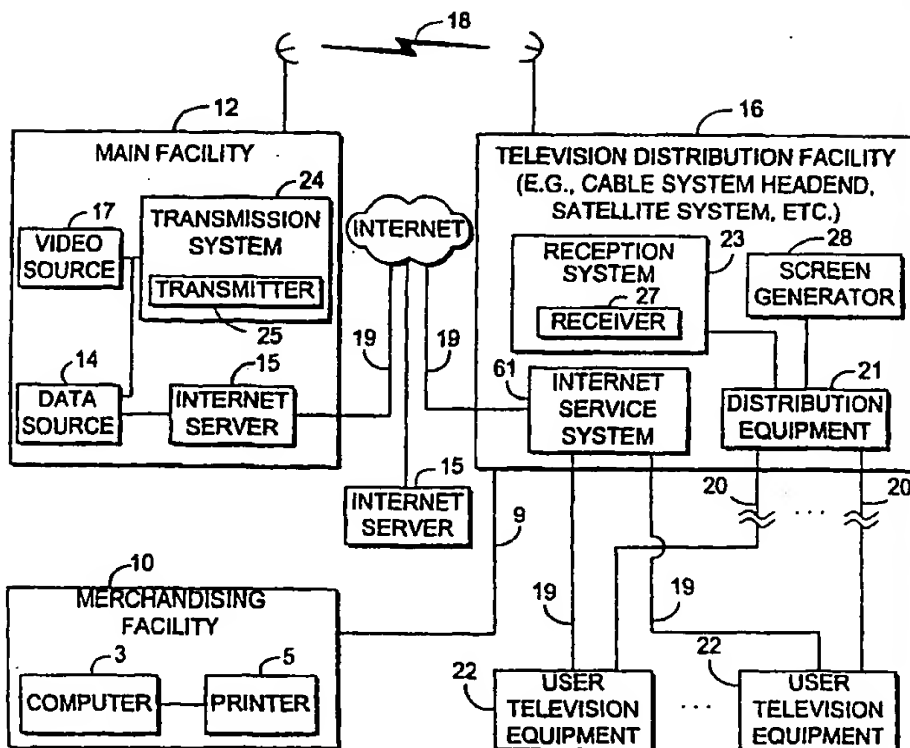 18
12
MAIN FACILITY
24
17
VIDEO
SOURCE
TRANSMISSION
SYSTEM
TRANSMITTER
25
14
DATA
SOURCE
15
INTERNET
SERVER
INTERNET
19
19
15
INTERNET
SERVER
16
TELEVISION DISTRIBUTION FACILITY
(E.G., CABLE SYSTEM HEADEND,
SATELLITE SYSTEM, ETC.)
23
RECEPTION
SYSTEM
27
RECEIVER
28
SCREEN
GENERATOR
61
INTERNET
SERVICE
SYSTEM
21
DISTRIBUTION
EQUIPMENT
20
...
20
9
10
MERCHANDISING
FACILITY
3
COMPUTER
5
PRINTER
19
19
22
USER
TELEVISION
EQUIPMENT
...
22
USER
TELEVISION
EQUIPMENT